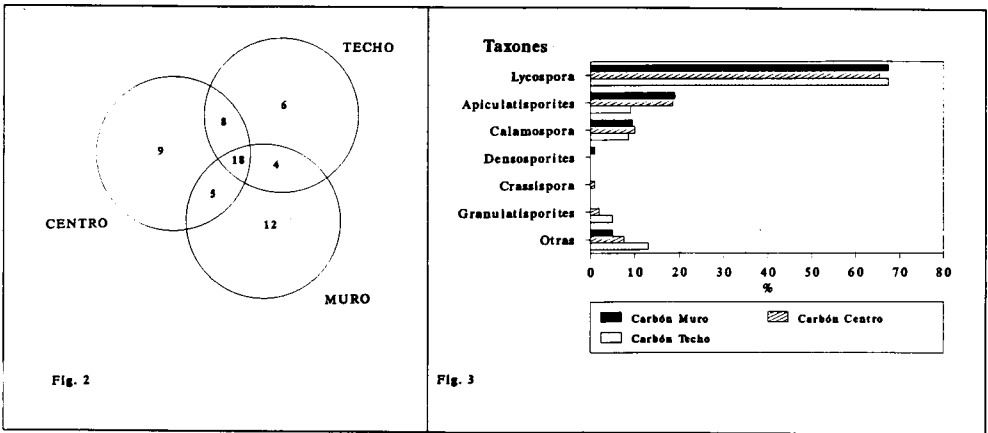 TECHO
6
8
9
18
4
5
CENTRO
12
MURO
Fig. 2
Taxones
Lycospora
Apiculatisporites
Calamospora
Densosporites
Crassispora
Granulatisporites
Otras
0 10 20 30 40 50 60 70 80
%
Carbón Muro
Carbón Centro
Carbón Techo
Fig. 3